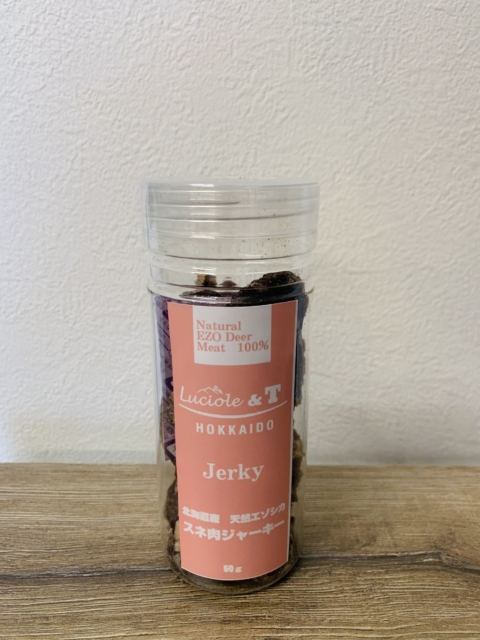 Natural
EZO Deer
Meat 100%
Luciole & T
HOKKAIDO
Jerky
北海道産 天然エゾシカ
スネ肉ジャーキー
60g